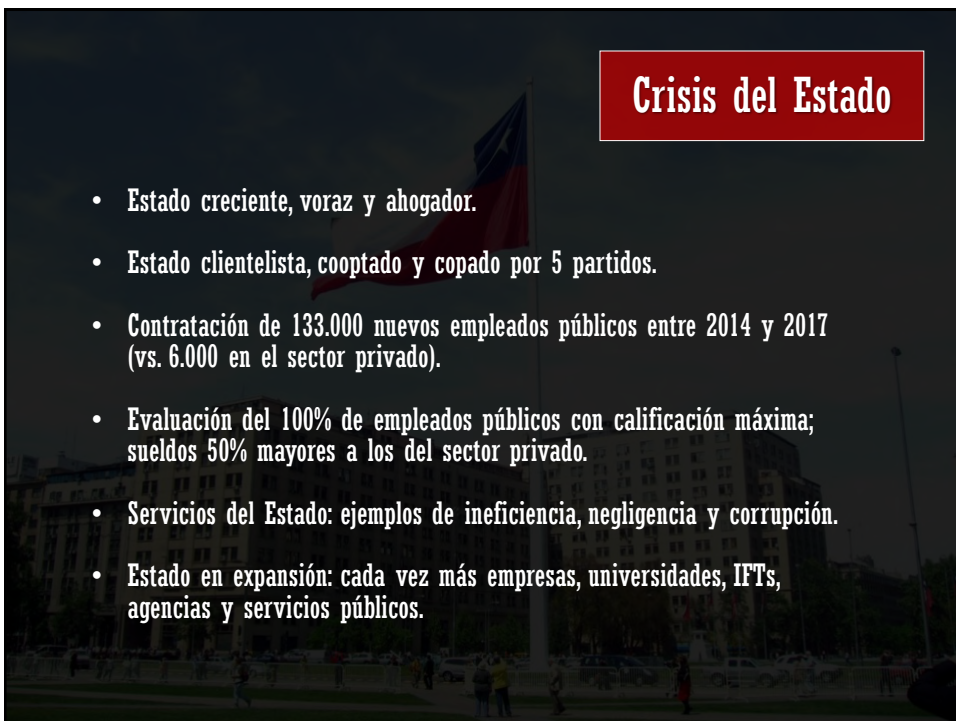 Crisis del Estado
• Estado creciente, voraz y ahogador.
• Estado clientelista, cooptado y copado por 5 partidos.
• Contratación de 133.000 nuevos empleados públicos entre 2014 y 2017
(vs. 6.000 en el sector privado).
• Evaluación del 100% de empleados públicos con calificación máxima;
sueldos 50% mayores a los del sector privado.
• Servicios del Estado: ejemplos de ineficiencia, negligencia y corrupción.
• Estado en expansión: cada vez más empresas, universidades, IFTs,
agencias y servicios públicos.